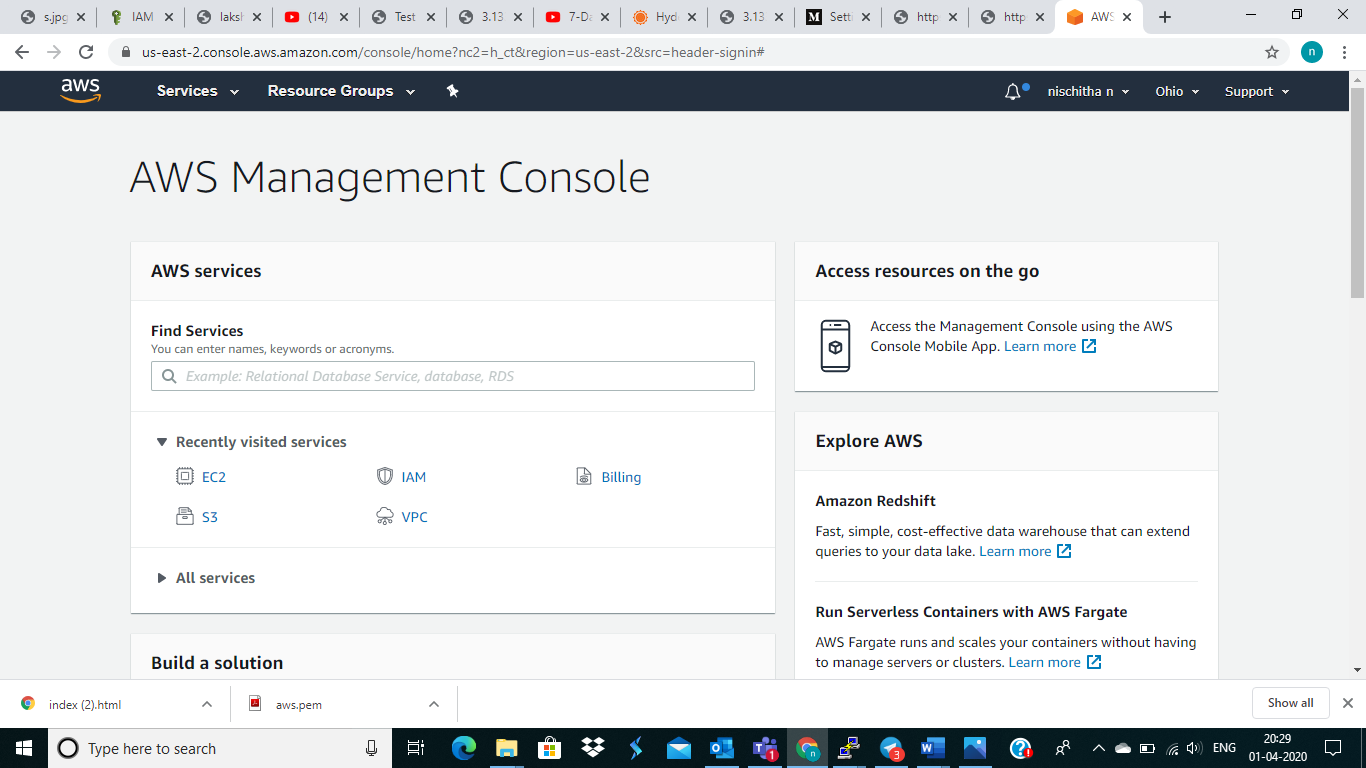 s.jpg
IAM
laksh
(14)
Test
3.13
7-Da
Hyde
3.13
M
Setti
http
http
AWS
us-east-2.console.aws.amazon.com/console/home?nc2=h_ct&region=us-east-2&src=header-signin#
n
aws
Services
Resource Groups
nischitha n
Ohio
Support
AWS Management Console
AWS services
Find Services
You can enter names, keywords or acronyms.
Example: Relational Database Service, database, RDS
Recently visited services
EC2
IAM
Billing
S3
VPC
All services
Build a solution
Access resources on the go
Access the Management Console using the AWS
Console Mobile App. Learn more
Explore AWS
Amazon Redshift
Fast, simple, cost-effective data warehouse that can extend
queries to your data lake. Learn more
Run Serverless Containers with AWS Fargate
AWS Fargate runs and scales your containers without having
to manage servers or clusters. Learn more
index (2).html
aws.pem
Show all
Type here to search
1
n
3
ENG
20:29
01-04-2020